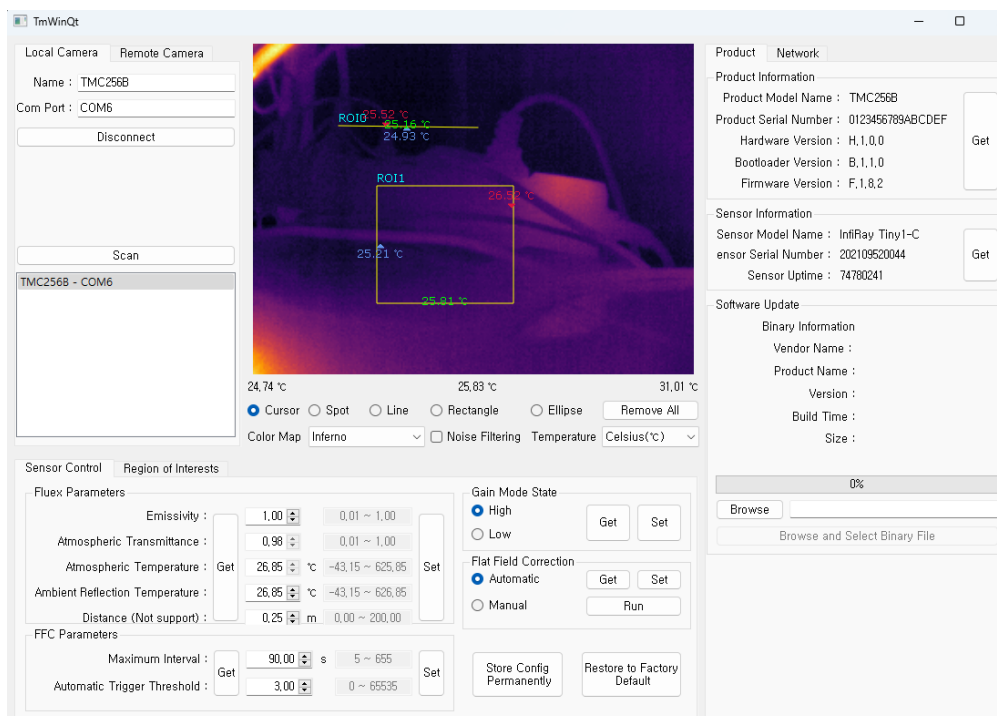 TmWinQt
Local Camera Remote Camera
Name : TMC256B
Com Port : COM6
Disconnect
Scan
TMC256B - COM6
ROI0 25.52 ℃
25.16 ℃
24.93 ℃
ROI1
26.52 ℃
25.21 ℃
25.81 ℃
24,74 ℃ 25,83 ℃ 31,01 ℃
Cursor Spot Line Rectangle Ellipse Remove All
Color Map Inferno Noise Filtering Temperature Celsius(℃)
Product Network
Product Information
Product Model Name : TMC256B
Product Serial Number : 0123456789ABCDEF
Hardware Version : H,1,0,0 Get
Bootloader Version : B,1,1,0
Firmware Version : F,1,8,2
Sensor Information
Sensor Model Name : InfiRay Tiny1-C
ensor Serial Number : 202109520044 Get
Sensor Uptime : 74780241
Software Update
Binary Information
Vendor Name :
Product Name :
Version :
Build Time :
Size :
0%
Browse
Browse and Select Binary File
Sensor Control Region of Interests
Fluex Parameters
Emissivity : 1,00 0,01 ~ 1,00
Atmospheric Transmittance : 0,98 0,01 ~ 1,00
Atmospheric Temperature : Get 26,85 ℃ -43,15 ~ 625,85 Set
Ambient Reflection Temperature : 26,85 ℃ -43,15 ~ 626,85
Distance (Not support) : 0,25 m 0,00 ~ 200,00
FFC Parameters
Maximum Interval : 90,00 s 5 ~ 655
Get Set
Automatic Trigger Threshold : 3,00 0 ~ 65535
Gain Mode State
High
Get Set
Low
Flat Field Correction
Automatic Get Set
Manual Run
Store Config Permanently
Restore to Factory Default